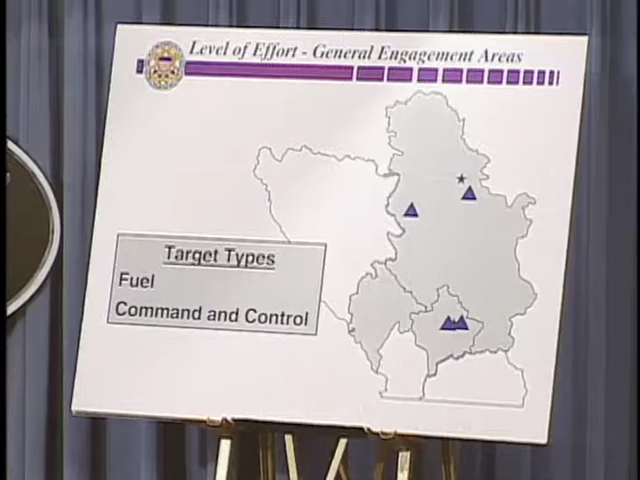 Level of Effort - General Engagement Areas
Target Types
Fuel
Command and Control